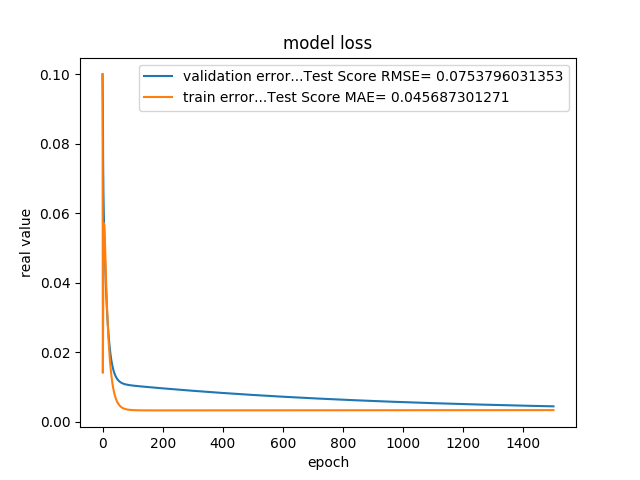 model loss
validation error...Test Score RMSE= 0.0753796031353
train error...Test Score MAE= 0.045687301271
0.10
0.08
0.06
0.04
0.02
0.00
real value
0 200 400 600 800 1000 1200 1400
epoch